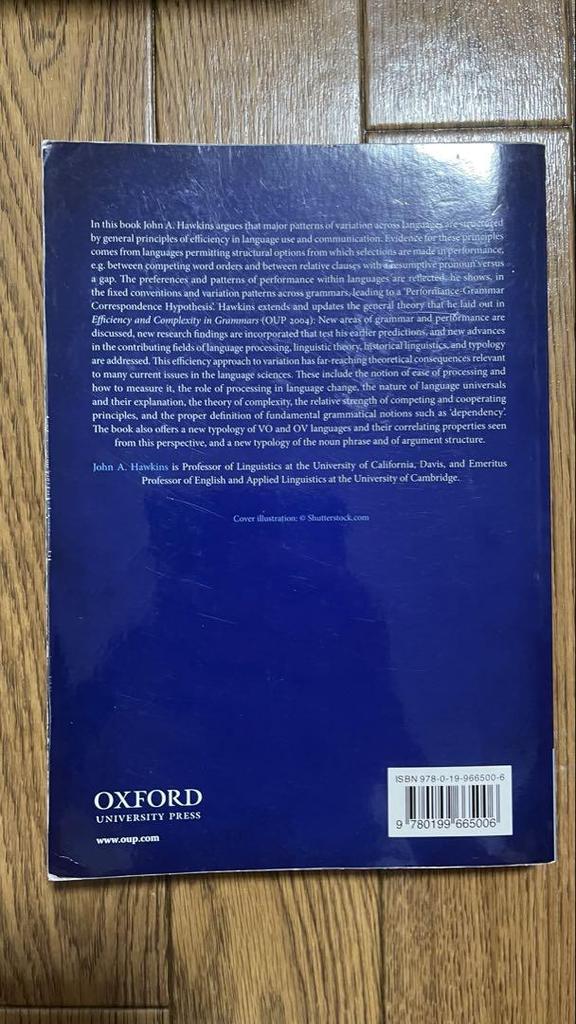 In this book John A. Hawkins argues that major patterns of variation across languages are structured
by general principles of efficiency in language use and communication. Evidence for these principles
comes from languages permitting structural options from which selections are made in performance,
e.g. between competing word orders and between relative clauses with a resumptive pronoun versus
a gap. The preferences and patterns of performance within languages are reflected, he shows, in
the fixed conventions and variation patterns across grammars, leading to a 'Performance-Grammar
Correspondence Hypothesis'. Hawkins extends and updates the general theory that he laid out in
Efficiency and Complexity in Grammars (OUP 2004): New areas of grammar and performance are
discussed, new research findings are incorporated that test his earlier predictions, and new advances
in the contributing fields of language processing, linguistic theory, historical linguistics, and typology
are addressed. This efficiency approach to variation has far-reaching theoretical consequences relevant
to many current issues in the language sciences. These include the notion of ease of processing and
how to measure it, the role of processing in language change, the nature of language universals
and their explanation, the theory of complexity, the relative strength of competing and cooperating
principles, and the proper definition of fundamental grammatical notions such as 'dependency'.
The book also offers a new typology of VO and OV languages and their correlating properties seen
from this perspective, and a new typology of the noun phrase and of argument structure.
John A. Hawkins is Professor of Linguistics at the University of California, Davis, and Emeritus
Professor of English and Applied Linguistics at the University of Cambridge.
Cover illustration: © Shutterstock.com
OXFORD
UNIVERSITY PRESS
www.oup.com
ISBN 978-0-19-966500-6
9 780199 665006